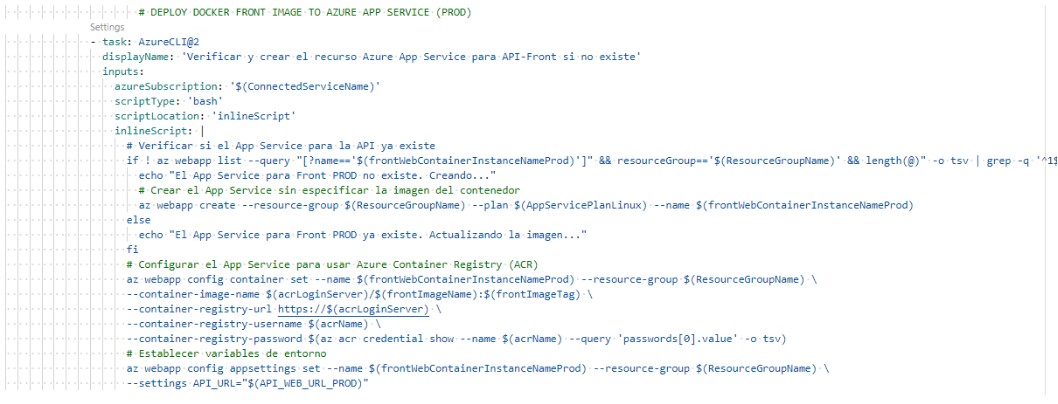 # DEPLOY DOCKER FRONT IMAGE TO AZURE APP SERVICE (PROD)
Settings
- task: AzureCLI@2
displayName: 'Verificar y crear el recurso Azure App Service para API-Front si no existe'
inputs:
azureSubscription: '$(ConnectedServiceName)'
scriptType: 'bash'
scriptLocation: 'inlineScript'
inlineScript: |
# Verificar si el App Service para la API ya existe
if ! az webapp list --query "[?name=='$(frontWebContainerInstanceNameProd)']" && resourceGroup=='$(ResourceGroupName)' && length(@)" -o tsv | grep -q '^1$
echo "El App Service para Front PROD no existe. Creando..."
# Crear el App Service sin especificar la imagen del contenedor
az webapp create --resource-group $(ResourceGroupName) --plan $(AppServicePlanLinux) --name $(frontWebContainerInstanceNameProd)
else
echo "El App Service para Front PROD ya existe. Actualizando la imagen..."
fi
# Configurar el App Service para usar Azure Container Registry (ACR)
az webapp config container set --name $(frontWebContainerInstanceNameProd) --resource-group $(ResourceGroupName) \
--container-image-name $(acrLoginServer)/$(frontImageName):$(frontImageTag) \
--container-registry-url https://$(acrLoginServer) \
--container-registry-username $(acrName) \
--container-registry-password $(az acr credential show --name $(acrName) --query 'passwords[0].value' -o tsv)
# Establecer variables de entorno
az webapp config appsettings set --name $(frontWebContainerInstanceNameProd) --resource-group $(ResourceGroupName) \
--settings API_URL="$(API_WEB_URL_PROD)"